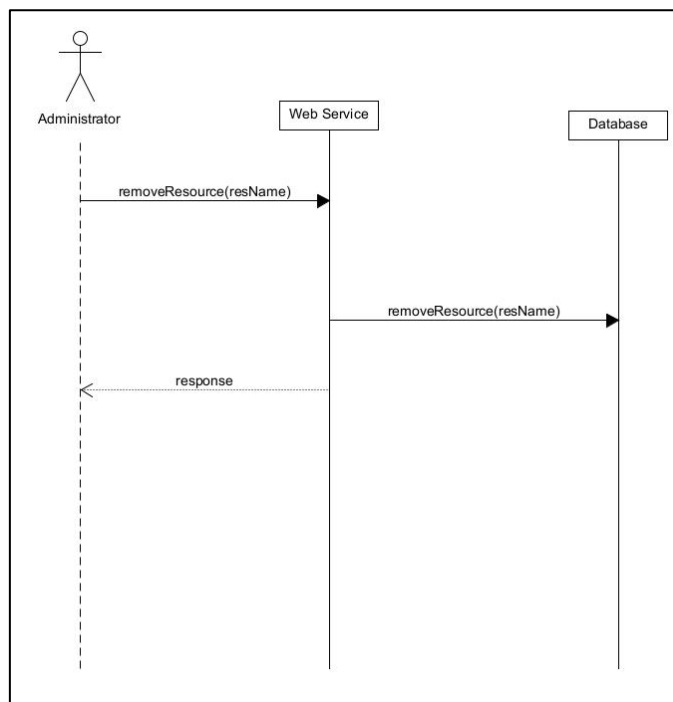 Administrator
Web Service
Database
removeResource(resName)
removeResource(resName)
response